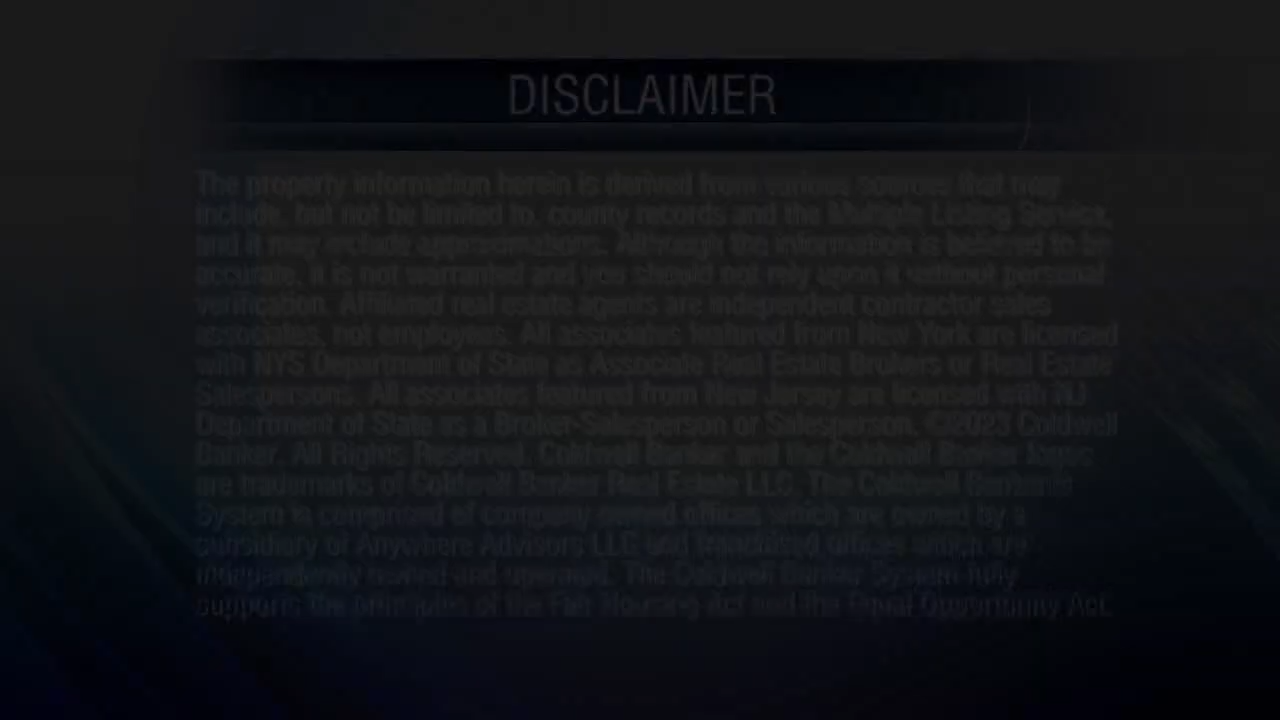 DISCLAIMER
The property information herein is derived from various sources that may
include, but not be limited to, county records and the Multiple Listing Service,
and it may include approximations. Although the information is believed to be
accurate, it is not warranted and you should not rely upon it without personal
verification. Affiliated real estate agents are independent contractor sales
associates, not employees. All associates featured from New York are licensed
with NYS Department of State as Associate Real Estate Brokers or Real Estate
Salespersons. All associates featured from New Jersey are licensed with NJ
Department of State as a Broker-Salesperson or Salesperson. ©2023 Coldwell
Banker. All Rights Reserved. Coldwell Banker and the Coldwell Banker logos
are trademarks of Coldwell Banker Real Estate LLC. The Coldwell Banker®
System is comprised of company owned offices which are owned by a
subsidiary of Anywhere Advisors LLC and franchised offices which are
independently owned and operated. The Coldwell Banker System fully
supports the principles of the Fair Housing Act and the Equal Opportunity Act.